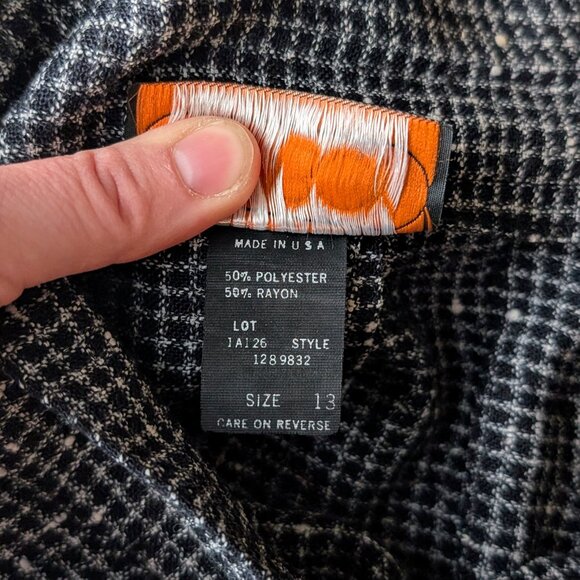 MADE IN U S A
50% POLYESTER
50% RAYON
LOT
1A126 STYLE
1289832
SIZE 13
CARE ON REVERSE